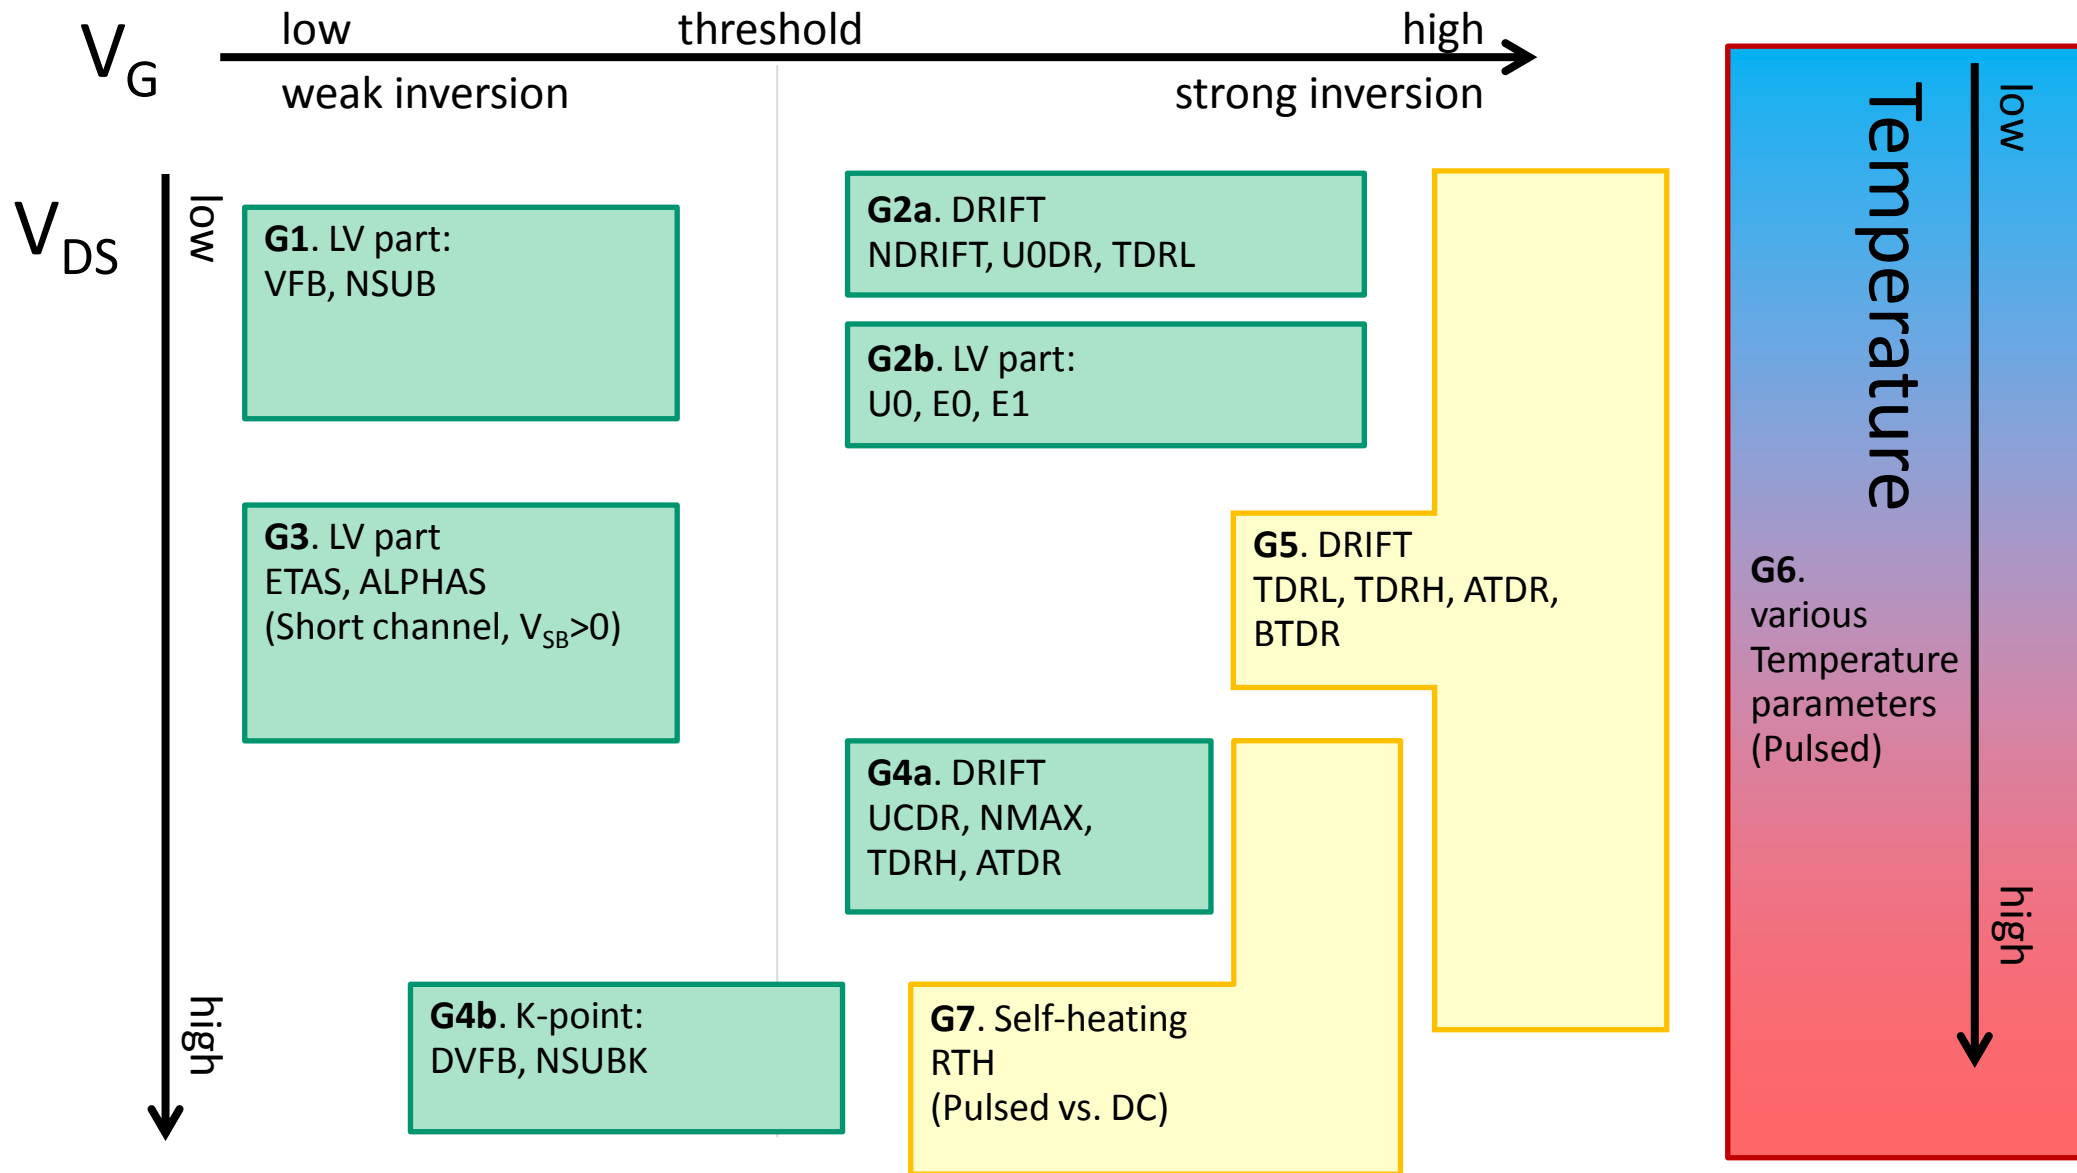 V_G
low
threshold
high
weak inversion
strong inversion
V_DS
low
high
G1. LV part:
VFB, NSUB
G2a. DRIFT
NDRIFT, U0DR, TDRL
G2b. LV part:
U0, E0, E1
G3. LV part
ETAS, ALPHAS
(Short channel, V_SB>0)
G5. DRIFT
TDRL, TDRH, ATDR,
BTDR
G4a. DRIFT
UCDR, NMAX,
TDRH, ATDR
G4b. K-point:
DVFB, NSUBK
G7. Self-heating
RTH
(Pulsed vs. DC)
Temperature
low
high
G6.
various
Temperature
parameters
(Pulsed)